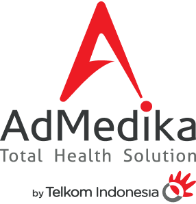 AdMedika
Total Health Solution
by Telkom Indonesia